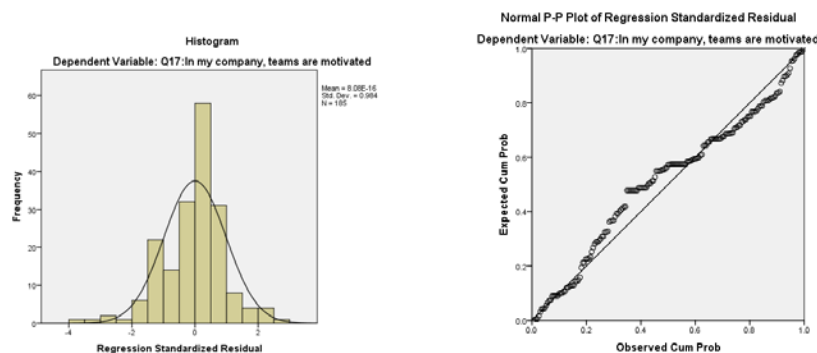 Histogram
Dependent Variable: Q17:In my company, teams are motivated
Mean = 8.08E-16
Std. Dev. = 0.984
N = 185
Frequency
60
50
40
30
20
10
0
-4
-2
0
2
Regression Standardized Residual
Normal P-P Plot of Regression Standardized Residual
Dependent Variable: Q17:In my company, teams are motivated
Expected Cum Prob
1.0
0.8
0.6
0.4
0.2
0.0
0.0
0.2
0.4
0.6
0.8
1.0
Observed Cum Prob